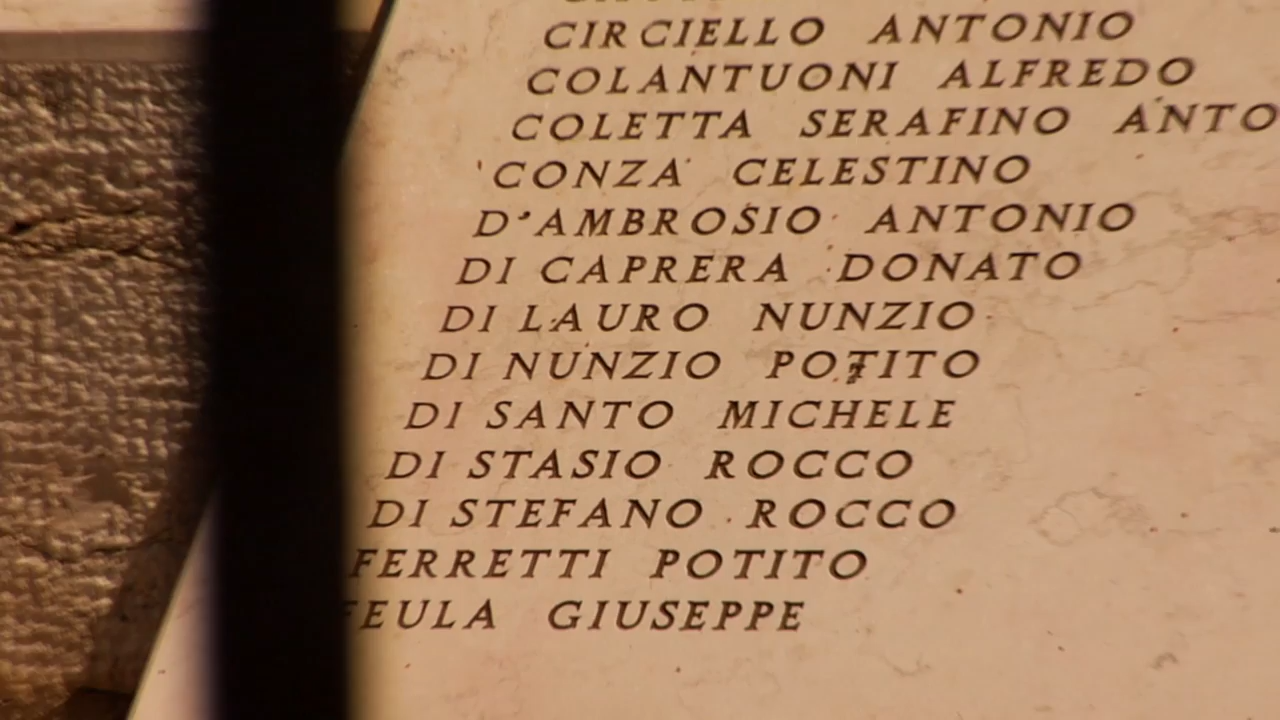 CIRCIELLO ANTONIO
COLANTUONI ALFREDO
COLETTA SERAFINO ANTO
CONZA CELESTINO
D'AMBROSIO ANTONIO
DI CAPRERA DONATO
DI LAURO NUNZIO
DI NUNZIO POTITO
DI SANTO MICHELE
DI STASIO ROCCO
DI STEFANO ROCCO
FERRETTI POTITO
FEULA GIUSEPPE